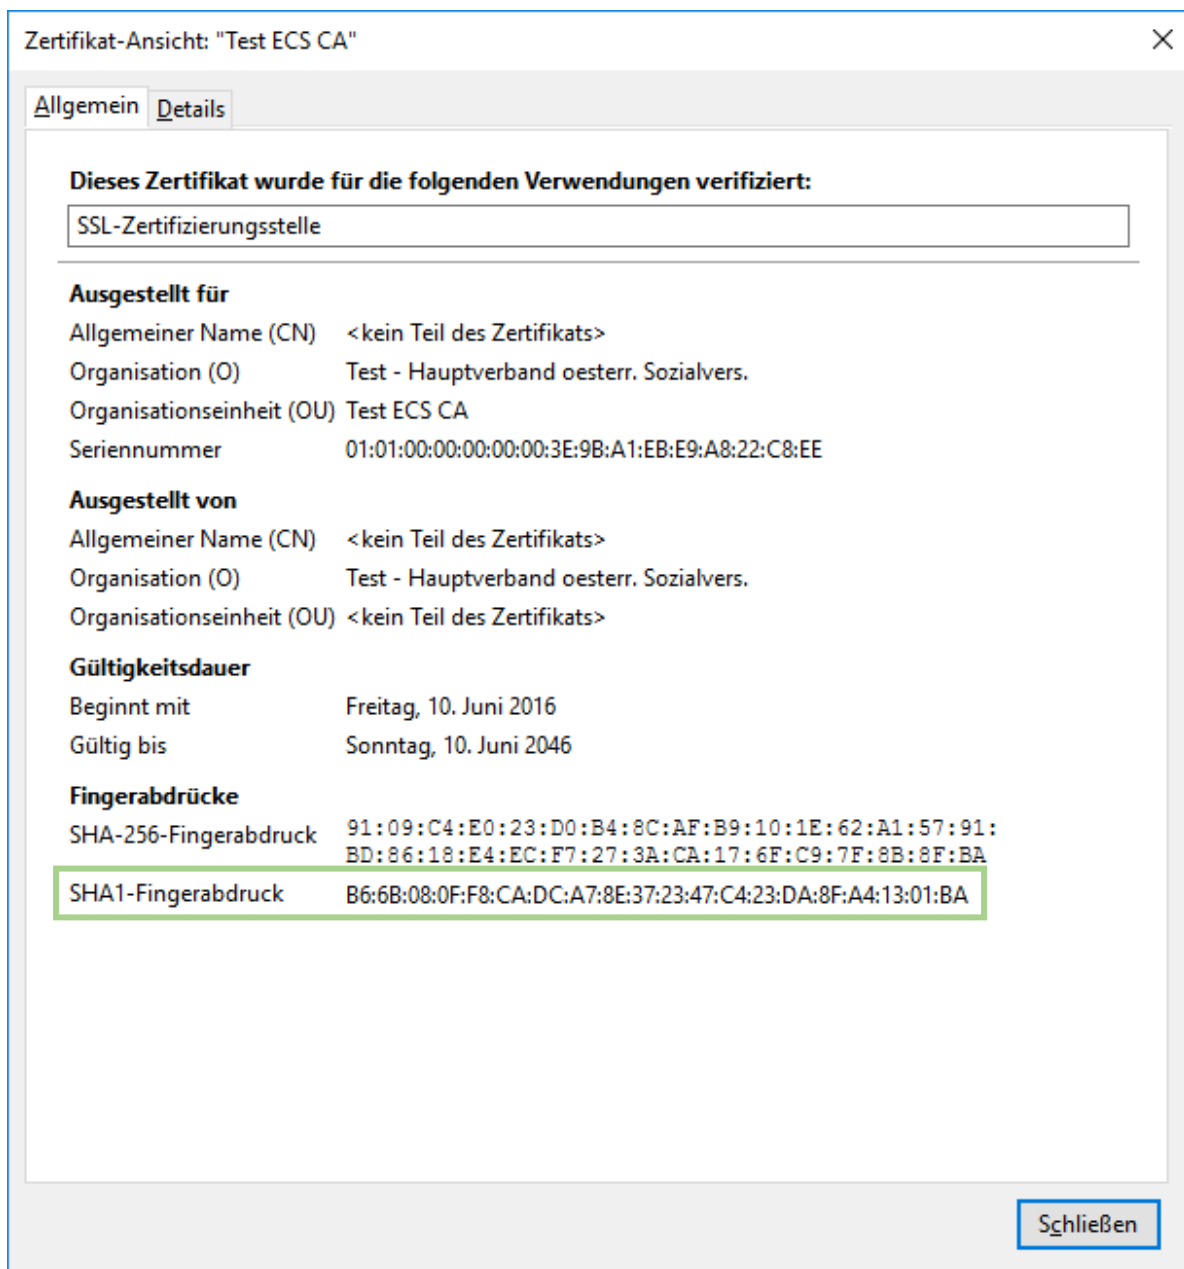 Zertifikat-Ansicht: "Test ECS CA"
Allgemein Details
Dieses Zertifikat wurde für die folgenden Verwendungen verifiziert:
SSL-Zertifizierungsstelle
Ausgestellt für
Allgemeiner Name (CN) <kein Teil des Zertifikats>
Organisation (O) Test - Hauptverband oesterr. Sozialvers.
Organisationseinheit (OU) Test ECS CA
Seriennummer 01:01:00:00:00:00:00:3E:9B:A1:EB:E9:A8:22:C8:EE
Ausgestellt von
Allgemeiner Name (CN) <kein Teil des Zertifikats>
Organisation (O) Test - Hauptverband oesterr. Sozialvers.
Organisationseinheit (OU) <kein Teil des Zertifikats>
Gültigkeitsdauer
Beginnt mit Freitag, 10. Juni 2016
Gültig bis Sonntag, 10. Juni 2046
Fingerabdrücke
SHA-256-Fingerabdruck 91:09:C4:E0:23:D0:B4:8C:AF:B9:10:1E:62:A1:57:91:
BD:86:18:E4:EC:F7:27:3A:CA:17:6F:C9:7F:8B:8F:BA
SHA1-Fingerabdruck B6:6B:08:0F:F8:CA:DC:A7:8E:37:23:47:C4:23:DA:8F:A4:13:01:BA
Schließen